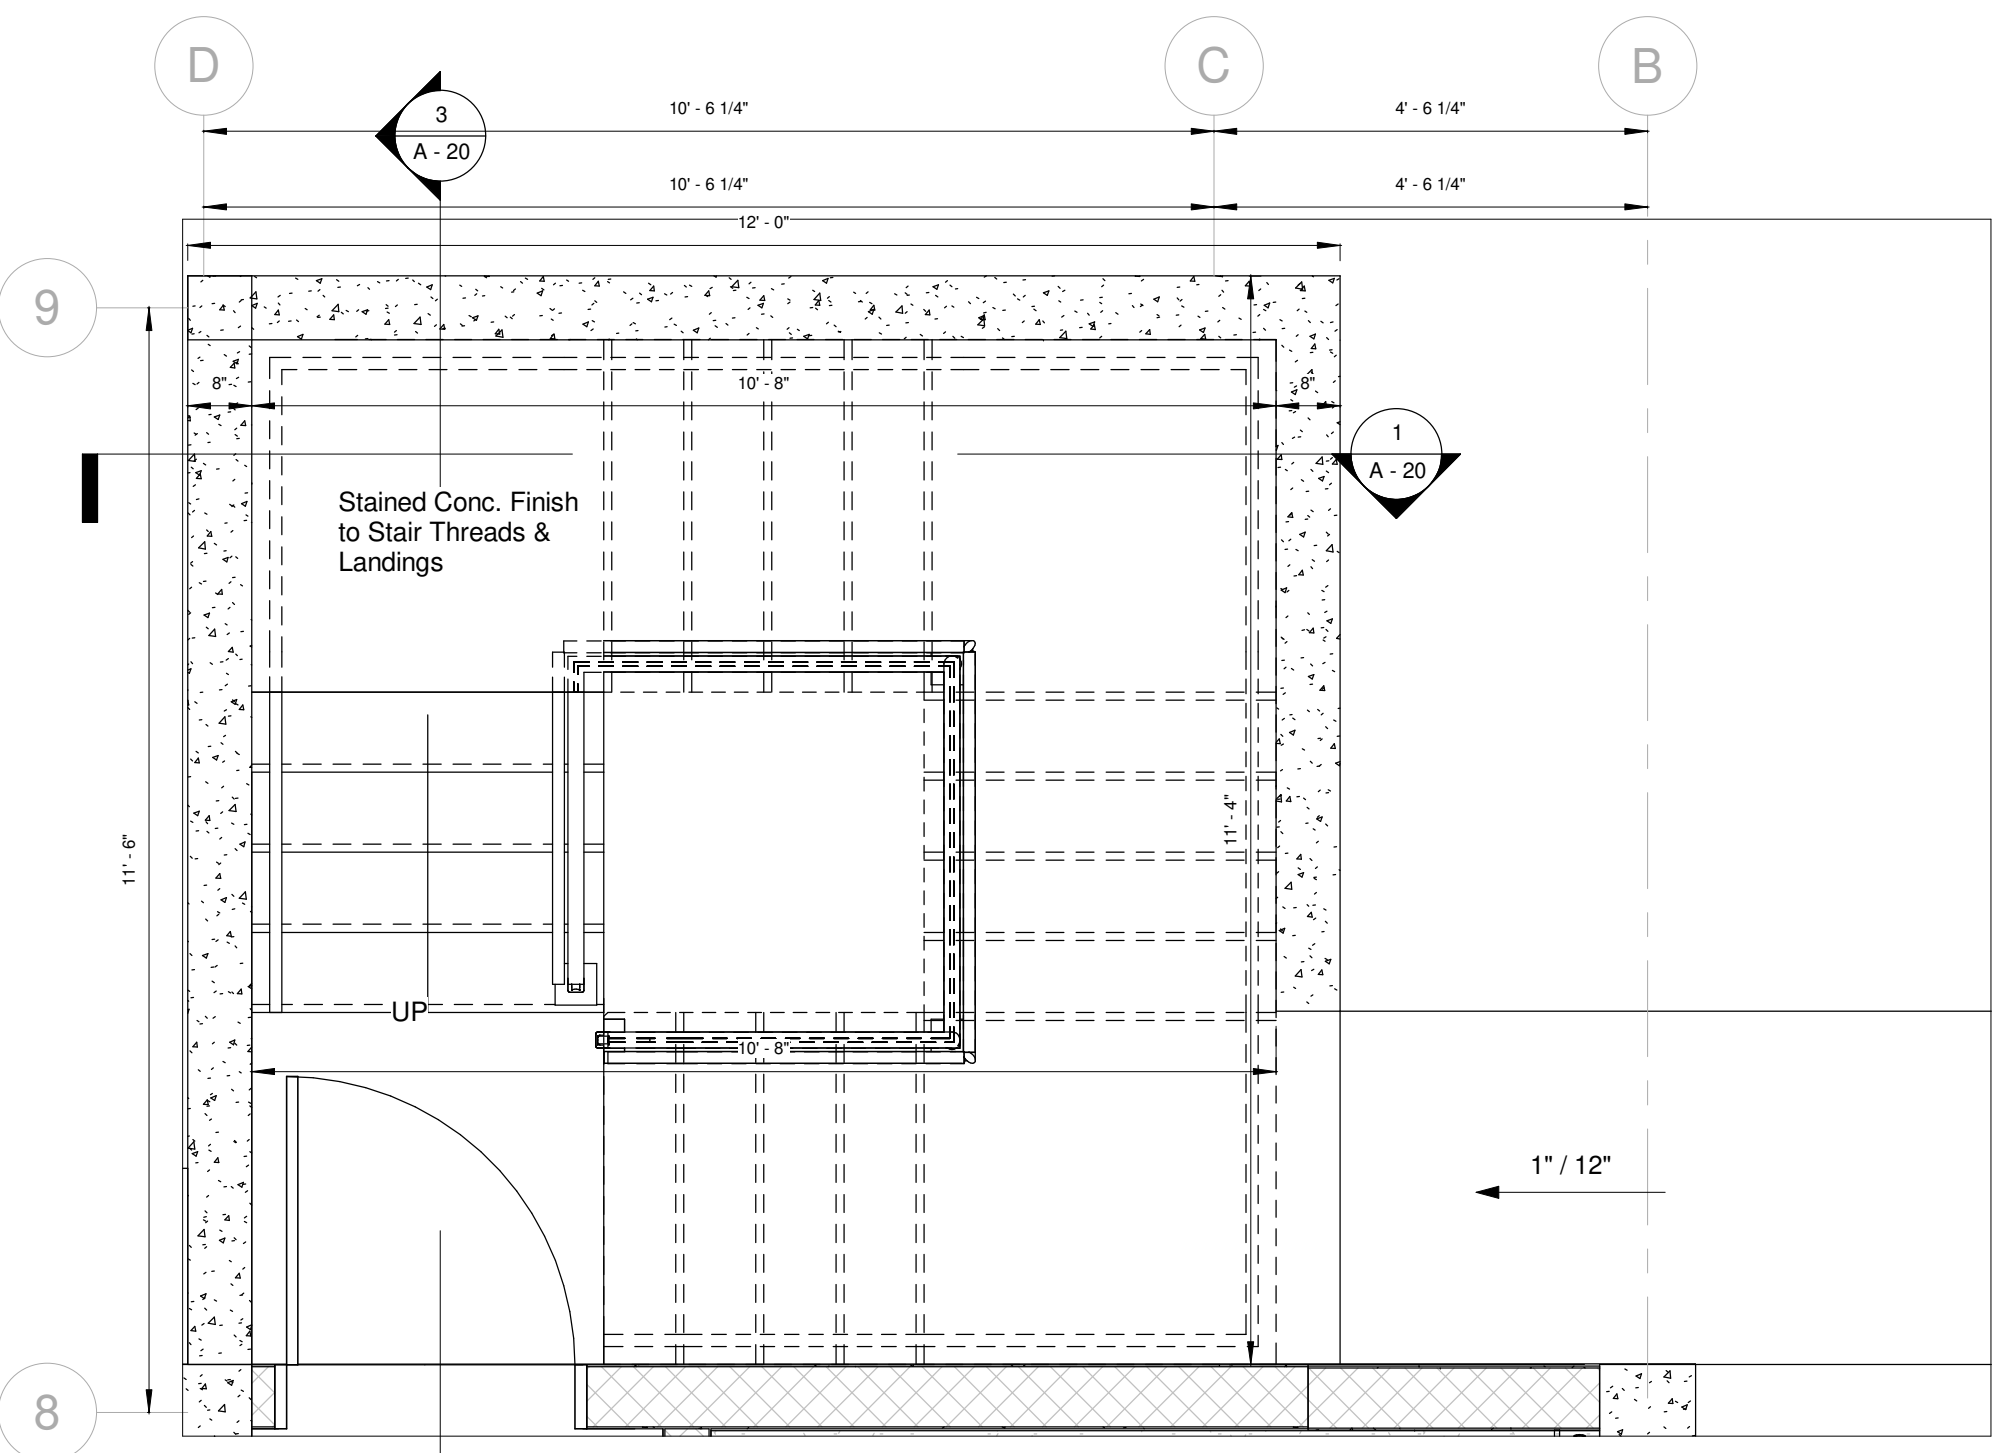 D
C
B
3
A - 20
10' - 6 1/4"
4' - 6 1/4"
10' - 6 1/4"
4' - 6 1/4"
12' - 0"
9
8"
10' - 8"
8"
1
A - 20
Stained Conc. Finish
to Stair Threads &
Landings
11' - 4"
11' - 6"
UP
10' - 8"
1" / 12"
8